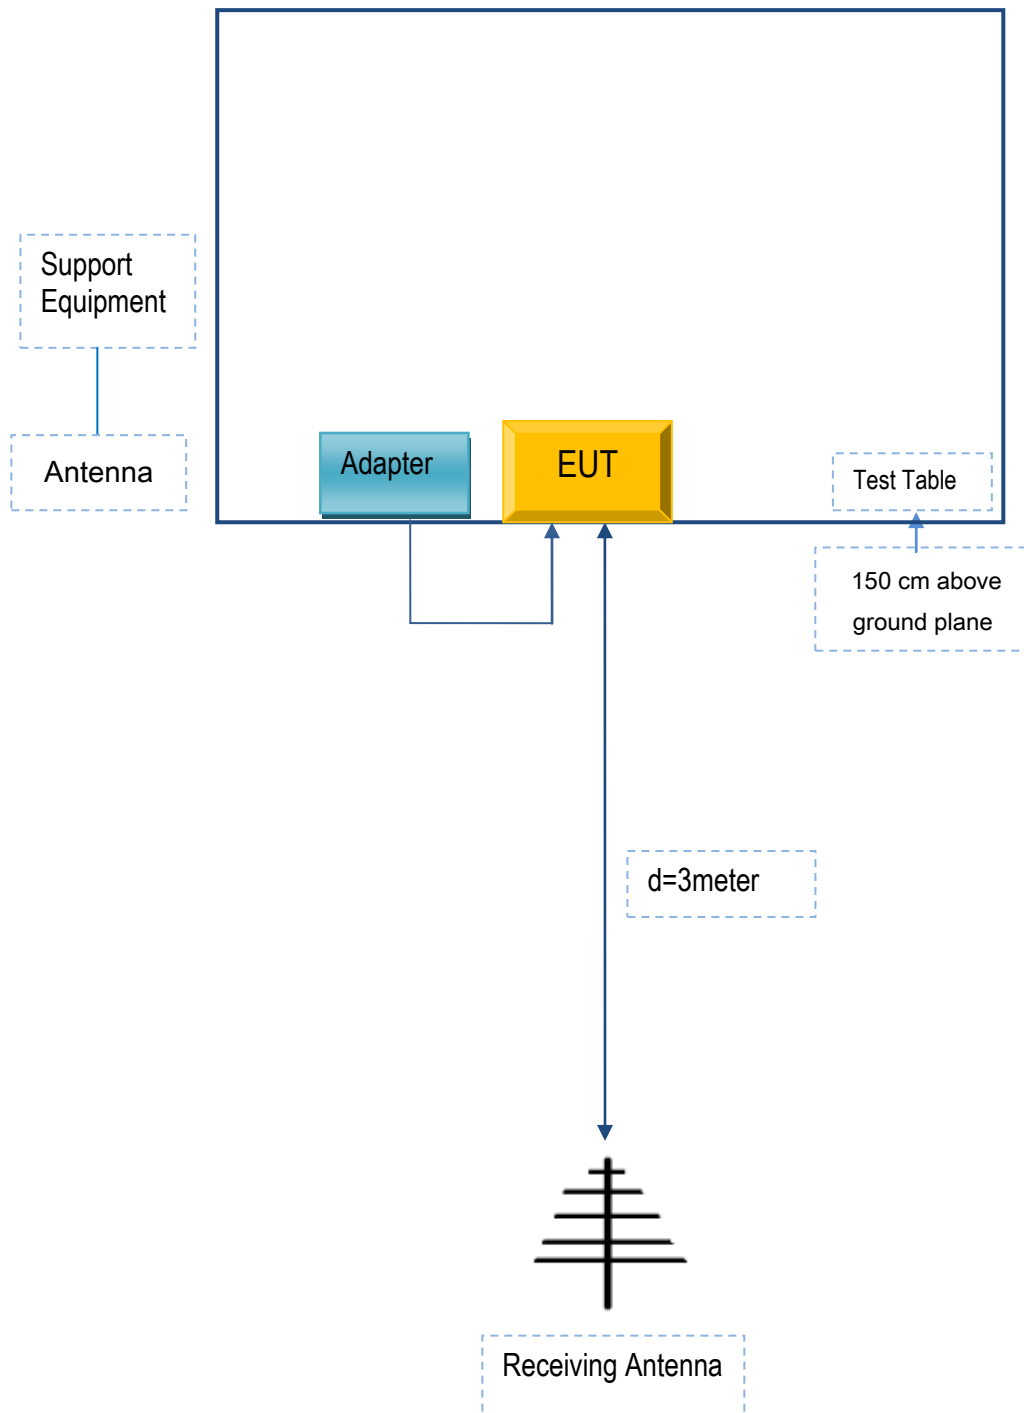 Support
Equipment
Antenna
Adapter
EUT
Test Table
150 cm above
ground plane
d=3meter
Receiving Antenna